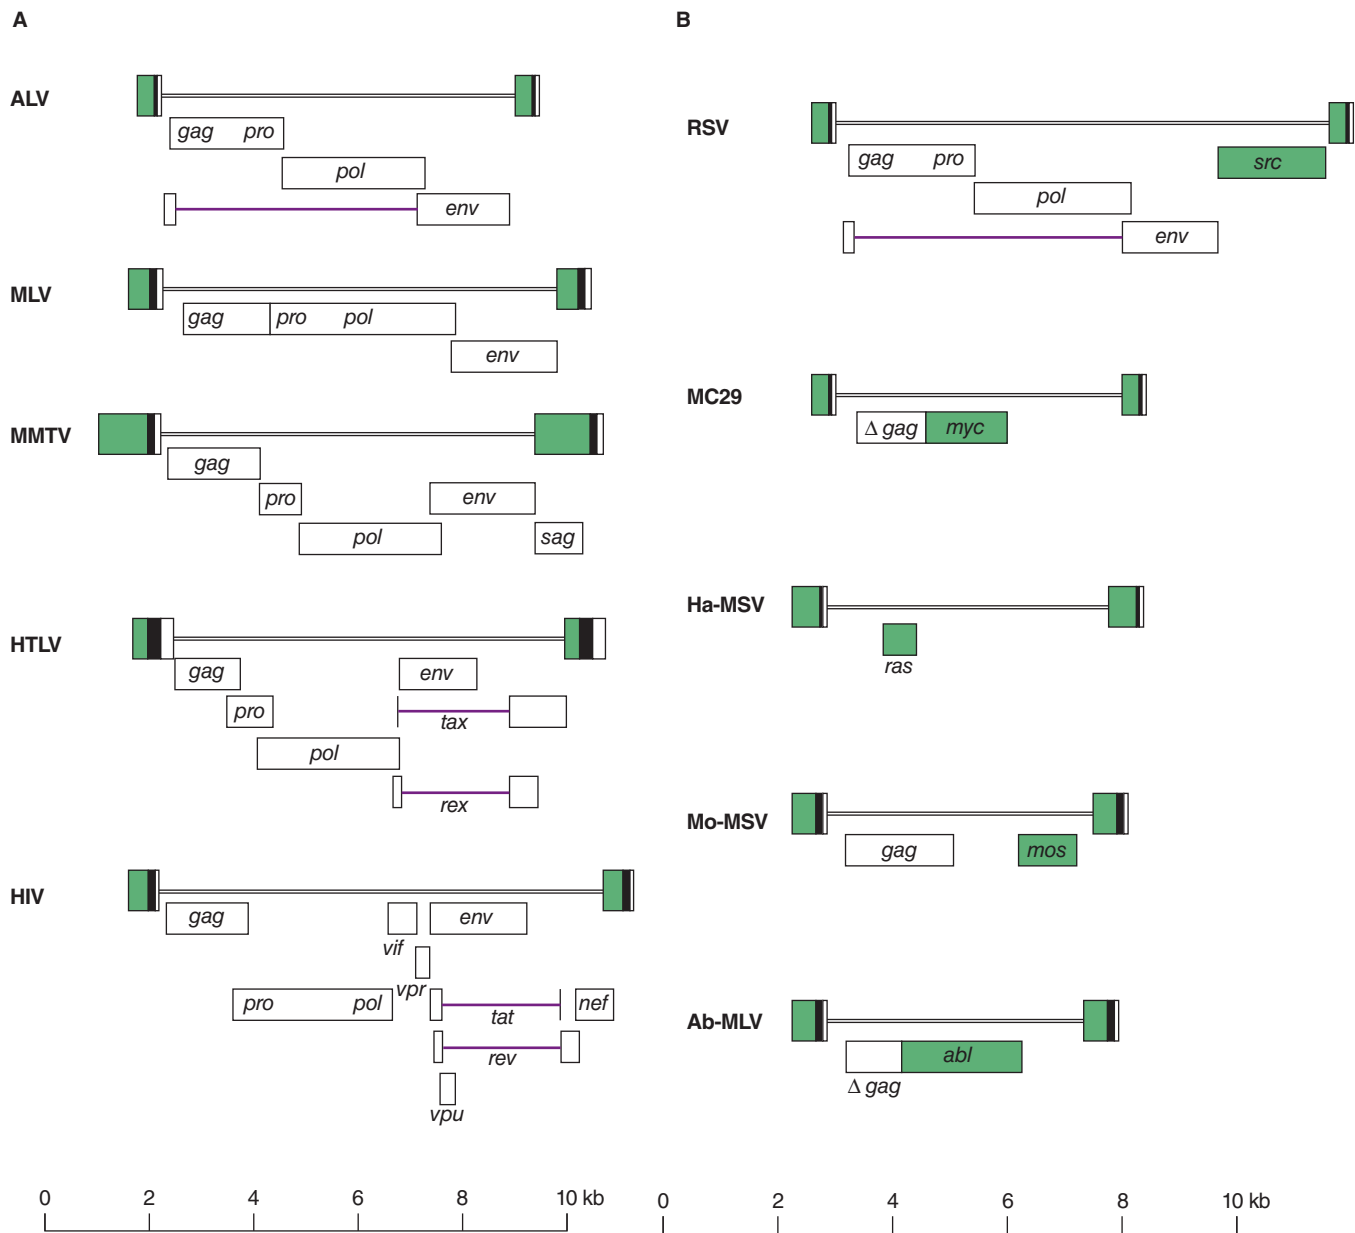 A
ALV
gag pro
pol
env
MLV
gag pro pol
env
MMTV
gag
pro env
pol sag
HTLV
gag env
pro
tax
pol
rex
HIV
gag env
vif
vpr
pro pol nef
tat
rev
vpu
0 2 4 6 8 10 kb
B
RSV
gag pro src
pol
env
MC29
Δ gag myc
Ha-MSV
ras
Mo-MSV
gag mos
Ab-MLV
abl
Δ gag
0 2 4 6 8 10 kb